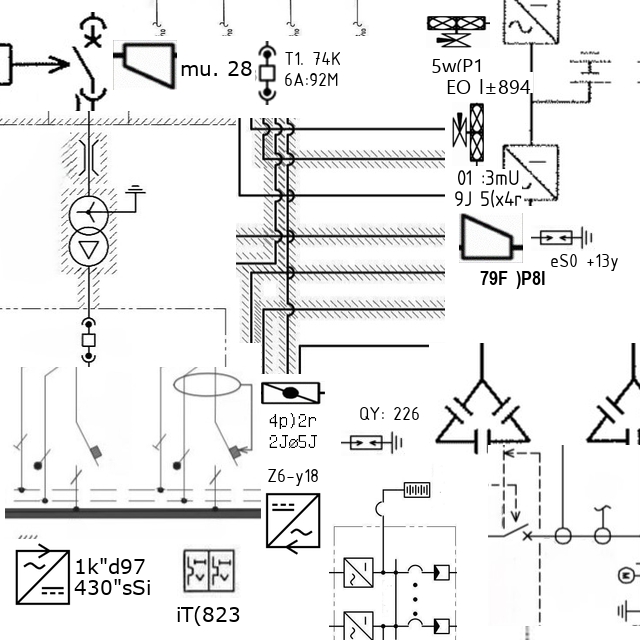 mu. 28
T1. 74K
6A:92M
5w(P1
EO l±894
01 :3mU
9J 5(x4r
79F )P8I
eS0 +13y
4p)2r
2Jø5J
QY: 226
Z6-y18
1k"d97
430"sSi
iT(823
M